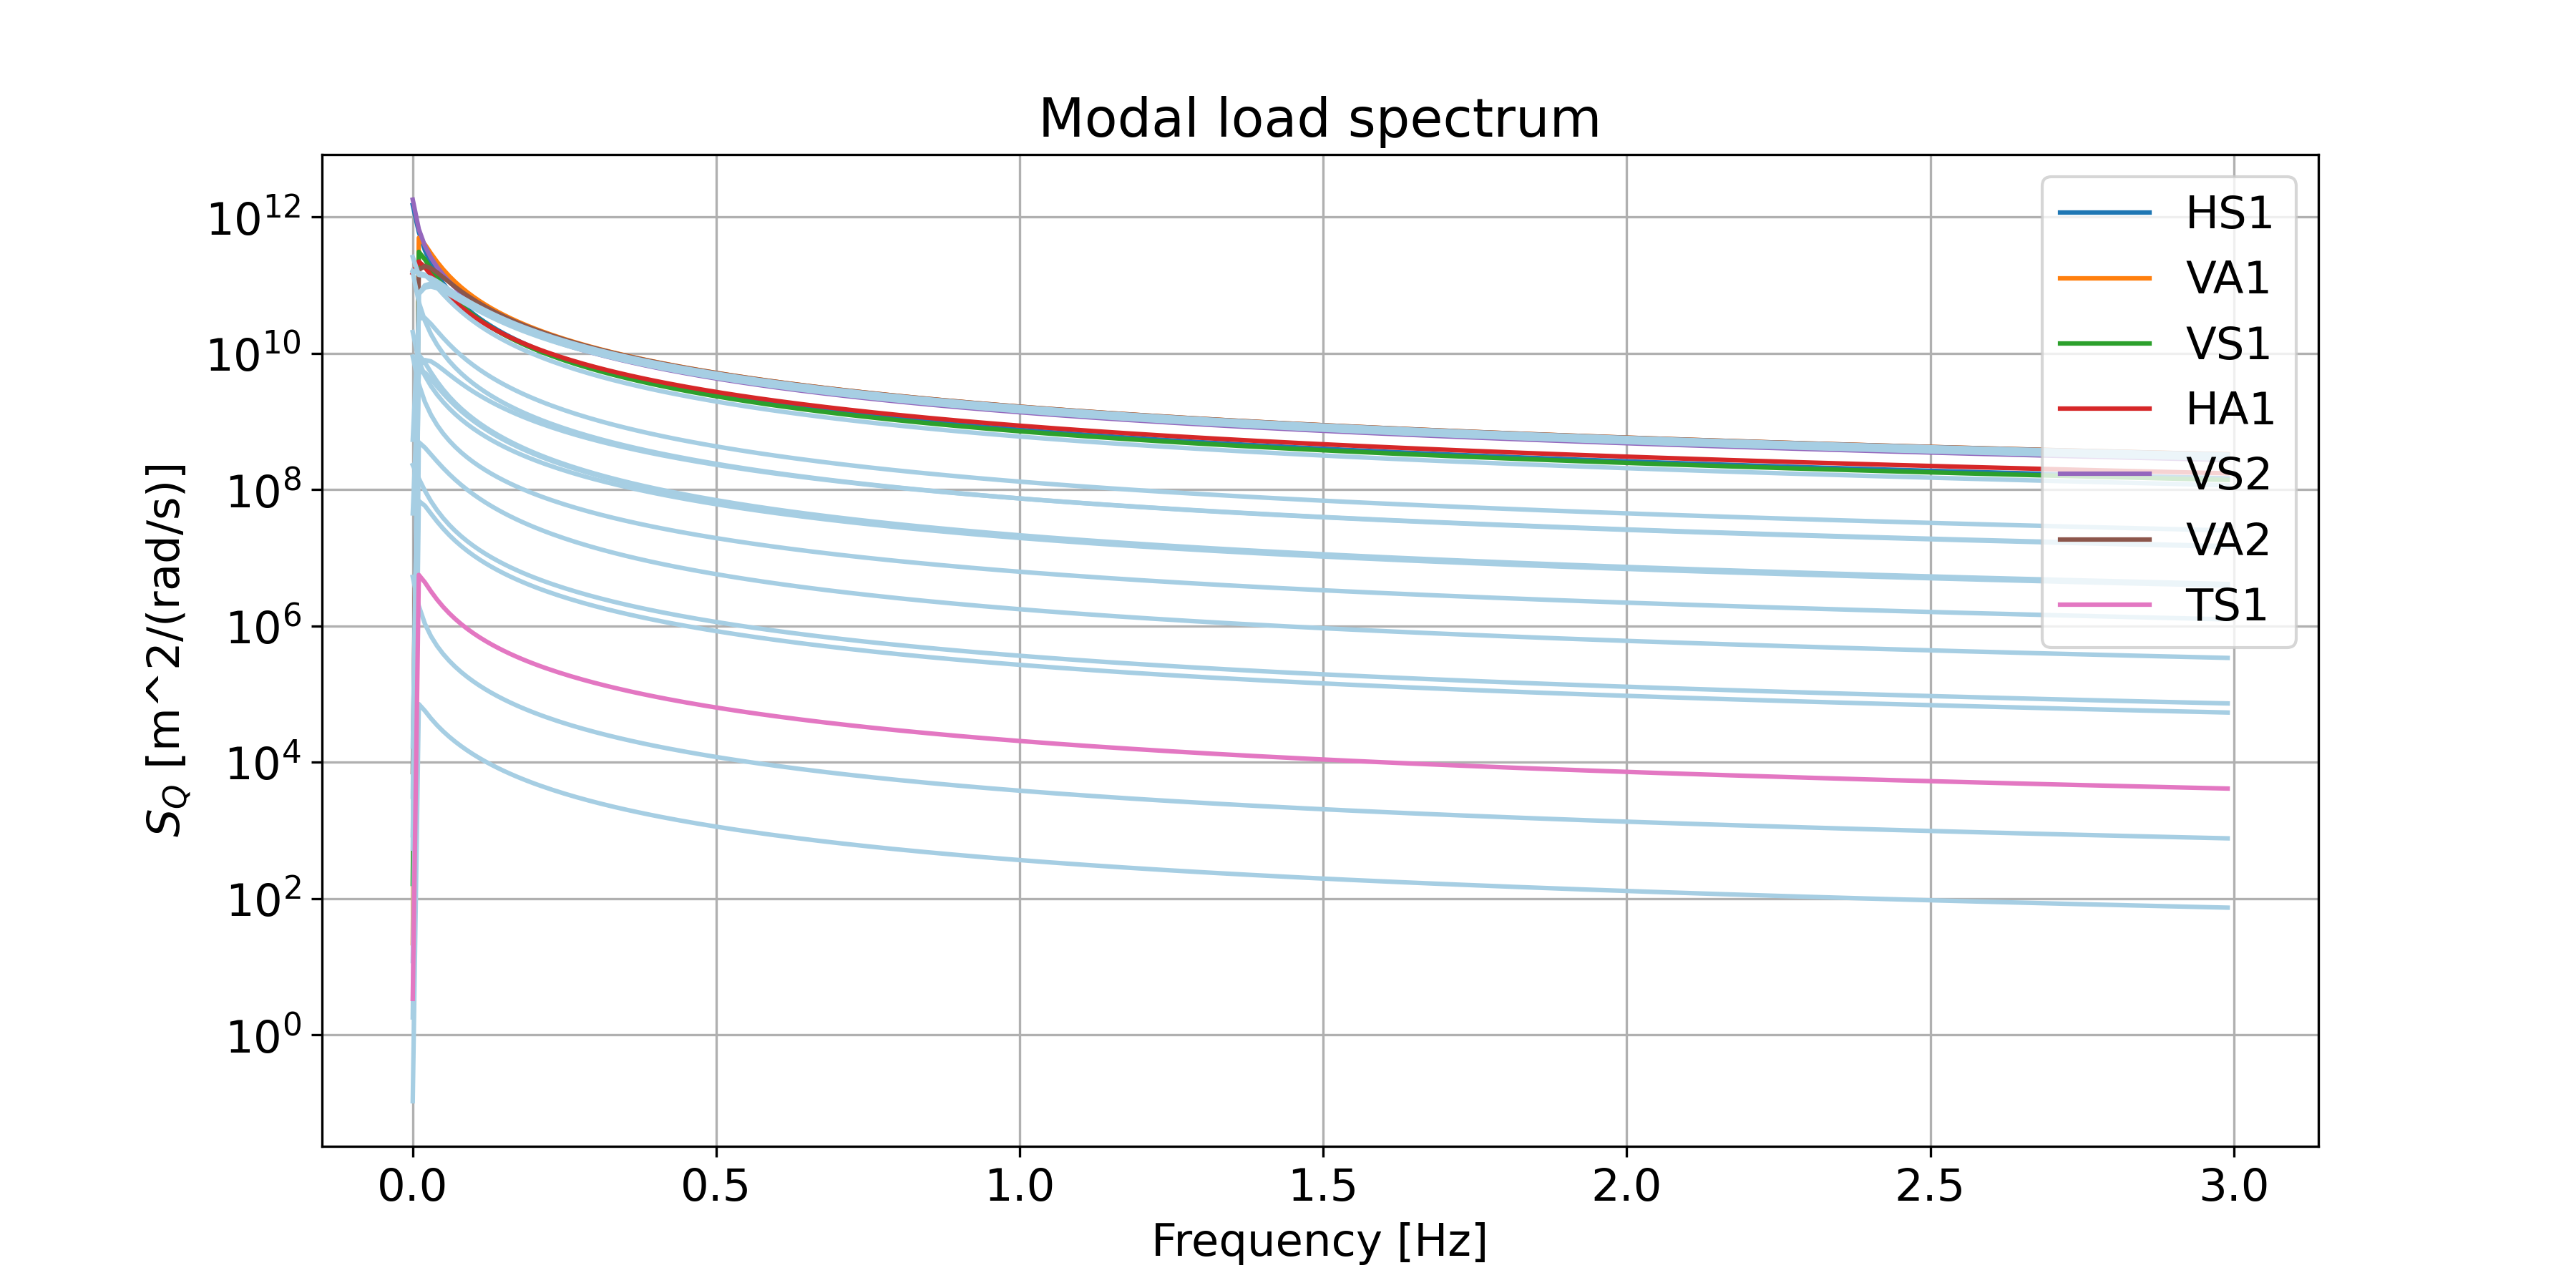 Modal load spectrum
S_Q [m^2/(rad/s)]
10^12
10^10
10^8
10^6
10^4
10^2
10^0
HS1
VA1
VS1
HA1
VS2
VA2
TS1
0.0 0.5 1.0 1.5 2.0 2.5 3.0
Frequency [Hz]